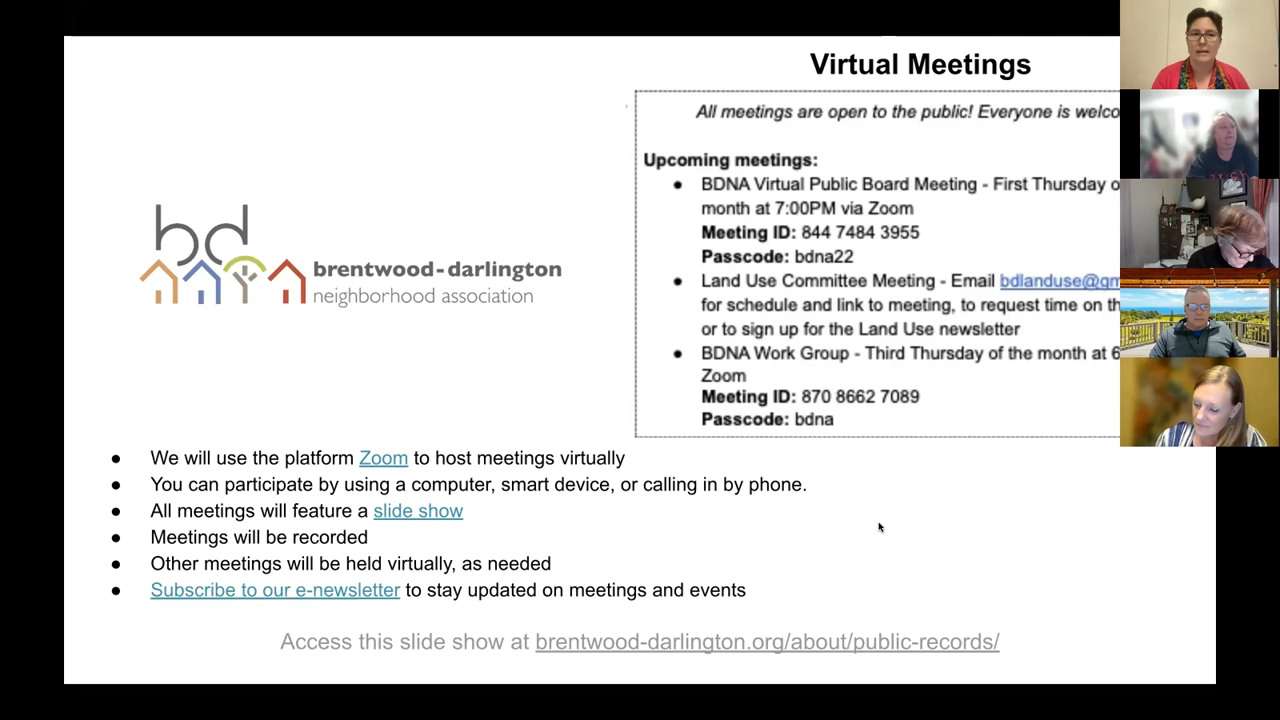 Virtual Meetings
All meetings are open to the public! Everyone is welco
Upcoming meetings:
● BDNA Virtual Public Board Meeting - First Thursday o
month at 7:00PM via Zoom
Meeting ID: 844 7484 3955
Passcode: bdna22
● Land Use Committee Meeting - Email bdlanduse@gm
for schedule and link to meeting, to request time on th
or to sign up for the Land Use newsletter
● BDNA Work Group - Third Thursday of the month at 6
Zoom
Meeting ID: 870 8662 7089
Passcode: bdna
bd
brentwood-darlington
neighborhood association
● We will use the platform Zoom to host meetings virtually
● You can participate by using a computer, smart device, or calling in by phone.
● All meetings will feature a slide show
● Meetings will be recorded
● Other meetings will be held virtually, as needed
● Subscribe to our e-newsletter to stay updated on meetings and events
Access this slide show at brentwood-darlington.org/about/public-records/